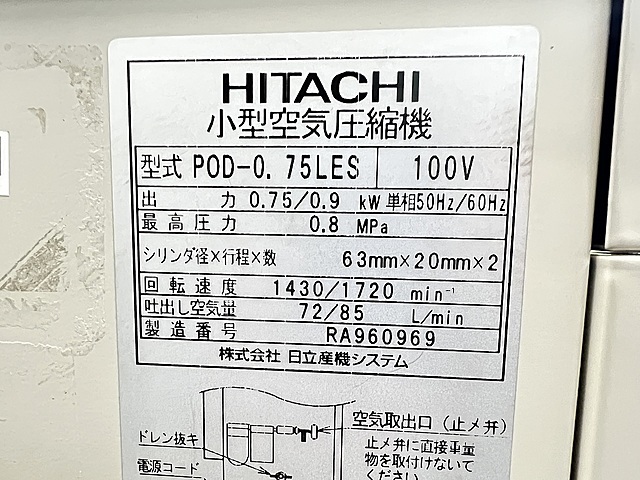 HITACHI
小型空気圧縮機
型式 POD-0.75LES 100V
出力 0.75/0.9 kW 単相50Hz/60Hz
最高圧力 0.8 MPa
シリンダ径×行程×数 63mm×20mm×2
回転速度 1430/1720 min⁻¹
吐出し空気量 72/85 L/min
製造番号 RA960969
株式会社 日立産機システム
空気取出口(止メ弁)
ドレン抜キ
止メ弁に直接重量
物を取付けないて
電源コード
ください